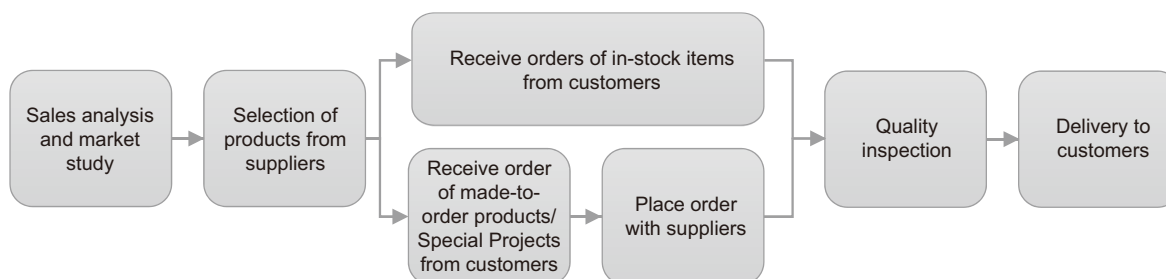 Sales analysis
and market
study
Selection of
products from
suppliers
Receive orders of in-stock items
from customers
Receive order
of made-to-
order products/
Special Projects
from customers
Place order
with suppliers
Quality
inspection
Delivery to
customers